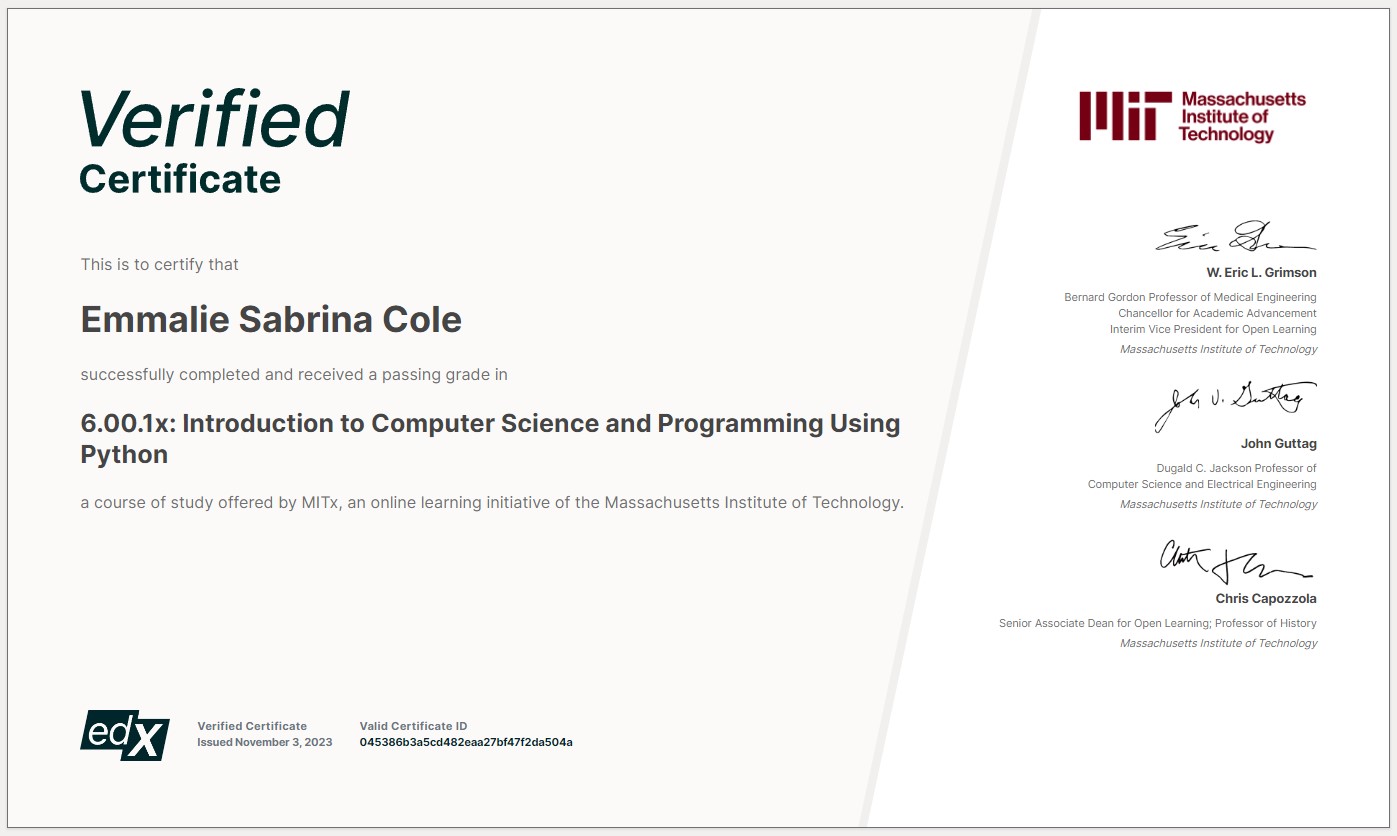 Verified
Certificate
This is to certify that
Emmalie Sabrina Cole
successfully completed and received a passing grade in
6.00.1x: Introduction to Computer Science and Programming Using
Python
a course of study offered by MITx, an online learning initiative of the Massachusetts Institute of Technology.
edX
Verified Certificate
Issued November 3, 2023
Valid Certificate ID
045386b3a5cd482eaa27bf47f2da504a
MIT
Massachusetts
Institute of
Technology
W. Eric L. Grimson
Bernard Gordon Professor of Medical Engineering
Chancellor for Academic Advancement
Interim Vice President for Open Learning
Massachusetts Institute of Technology
John V. Guttag
John Guttag
Dugald C. Jackson Professor of
Computer Science and Electrical Engineering
Massachusetts Institute of Technology
Chris Capozzola
Senior Associate Dean for Open Learning; Professor of History
Massachusetts Institute of Technology